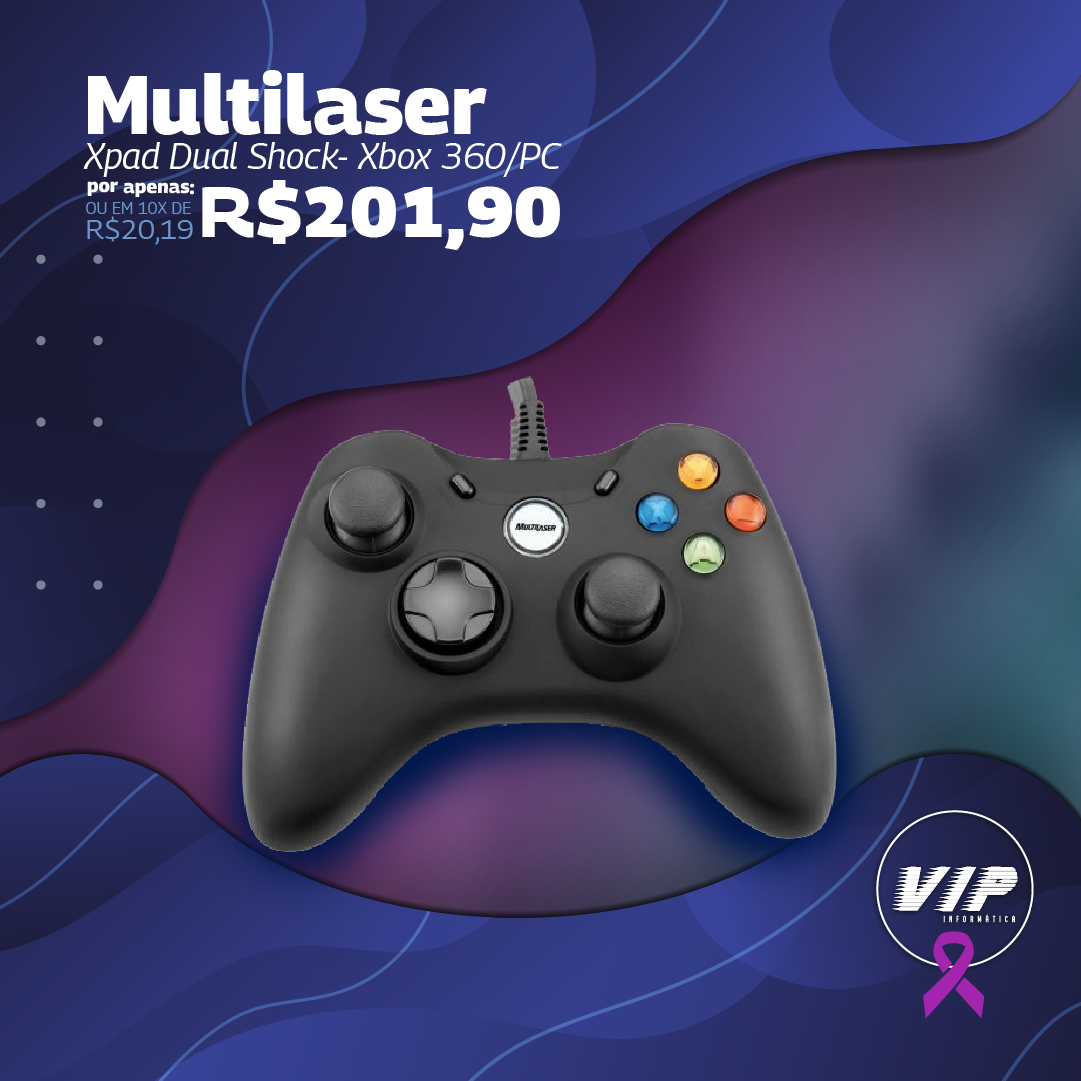 Multilaser
Xpad Dual Shock- Xbox 360/PC
por apenas:
OU EM 10X DE
R$20,19
R$201,90
MULTILASER
X
A
VIP
INFORMÁTICA